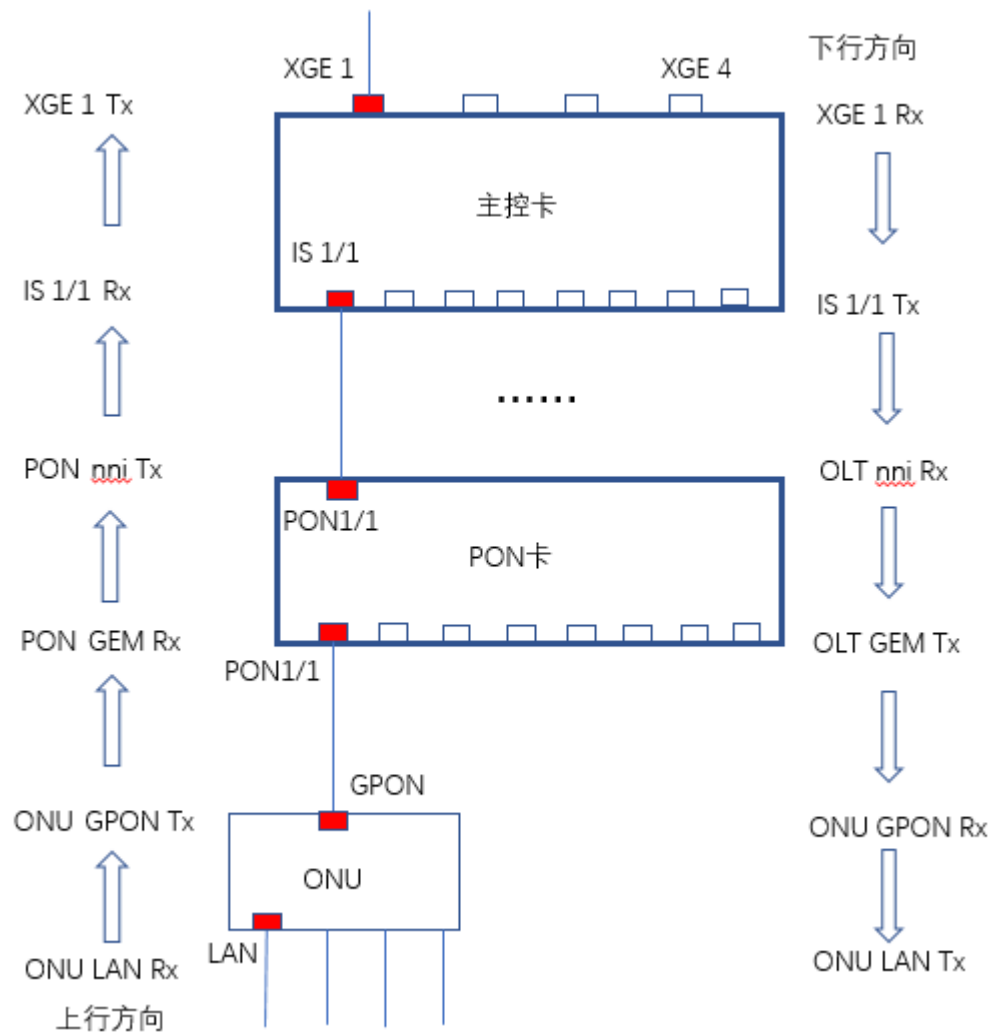 下行方向
XGE 1
XGE 4
XGE 1 Tx
XGE 1 Rx
主控卡
IS 1/1
IS 1/1 Rx
IS 1/1 Tx
......
PON nni Tx
OLT nni Rx
PON1/1
PON卡
PON GEM Rx
OLT GEM Tx
PON1/1
GPON
ONU GPON Tx
ONU GPON Rx
ONU
LAN
ONU LAN Rx
ONU LAN Tx
上行方向